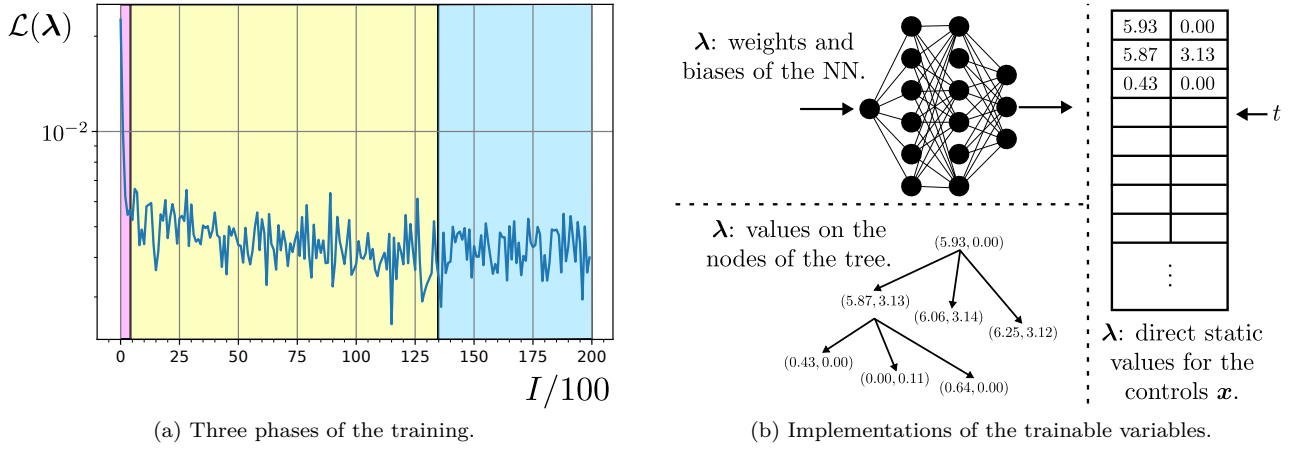 𝓛(𝝀)
10⁻²
0 25 50 75 100 125 150 175 200
I/100
(a) Three phases of the training.
𝝀: weights and
biases of the NN.
𝝀: values on the
nodes of the tree.
(5.93, 0.00)
(5.87, 3.13)
(6.06, 3.14)
(6.25, 3.12)
(0.43, 0.00)
(0.00, 0.11)
(0.64, 0.00)
5.93 0.00
5.87 3.13
0.43 0.00
t
⋮
𝝀: direct static
values for the
controls 𝒙.
(b) Implementations of the trainable variables.